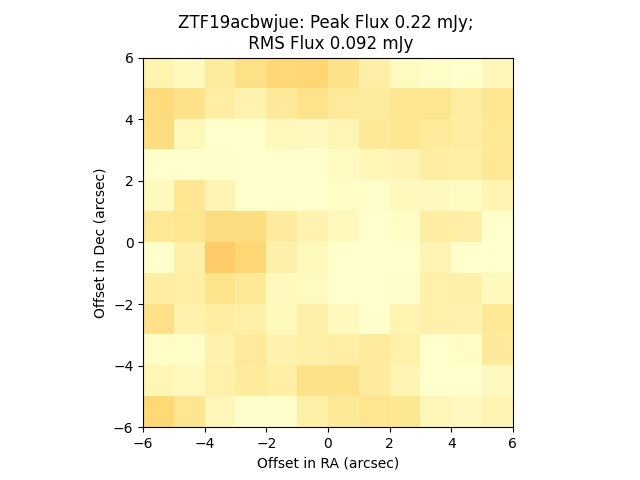 ZTF19acbwjue: Peak Flux 0.22 mJy;
RMS Flux 0.092 mJy
6
4
2
0
−2
−4
−6
Offset in Dec (arcsec)
−6 −4 −2 0 2 4 6
Offset in RA (arcsec)